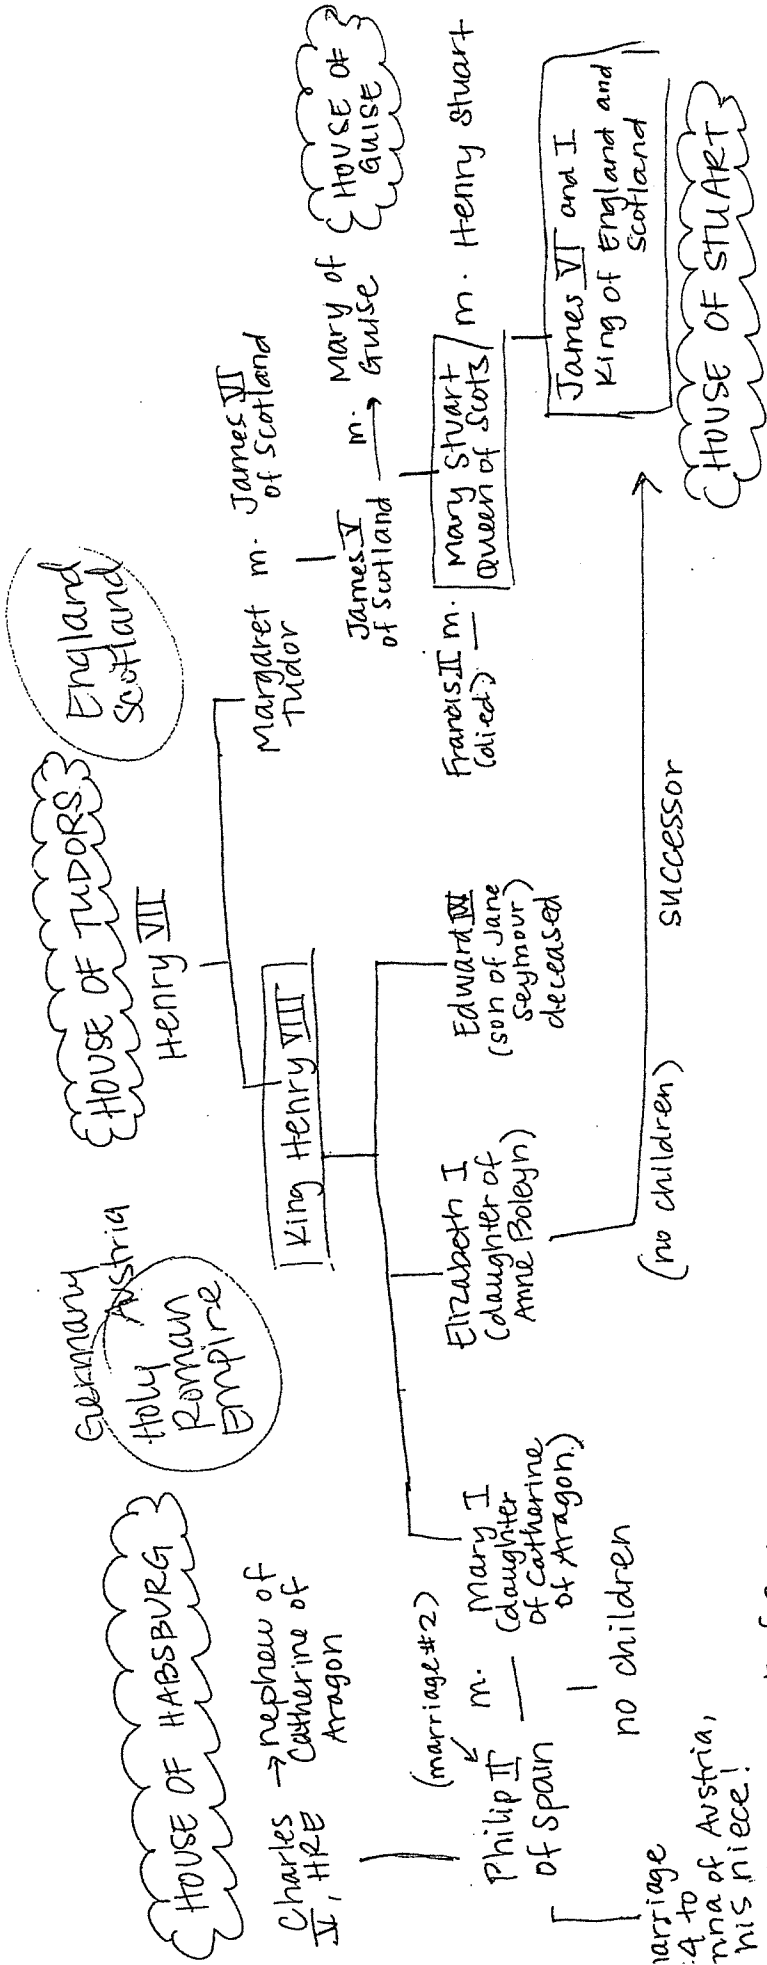 HOUSE OF HABSBURG
Germany
Austria
Holy
Roman
Empire
HOUSE OF TUDORS
England
Scotland
Henry VII
Charles
V, HRE
→ nephew of
Catherine of
Aragon
King Henry VIII
Margaret
Tudor
m.
James VI
of Scotland
James V
of Scotland
m.
Mary of
Guise
HOUSE OF
GUISE
(marriage #2)
Philip II
of Spain
m.
Mary I
(daughter
of Catherine
of Aragon)
Elizabeth I
(daughter of
Anne Boleyn)
Edward IV
(son of Jane
Seymour)
deceased
Francis II
(died)
m.
Mary Stuart
Queen of Scots
m. Henry Stuart
no children
James VI and I
King of England and
Scotland
(no children)
successor
HOUSE OF STUART
marriage
#4 to
Anna of Austria,
his niece!